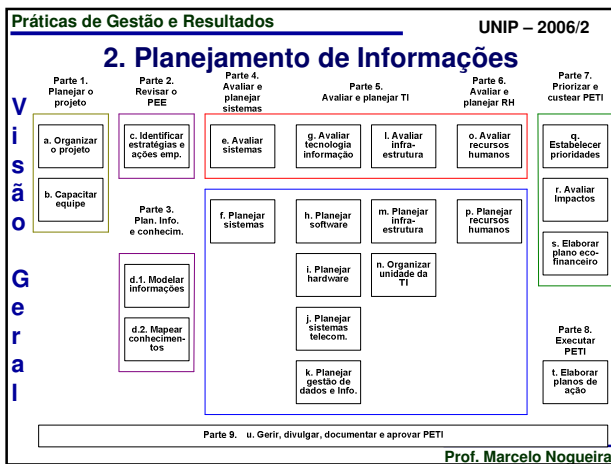 Práticas de Gestão e Resultados
UNIP – 2006/2
2. Planejamento de Informações
Visão Geral
Parte 1.
Planejar o
projeto
a. Organizar
o projeto
b. Capacitar
equipe
Parte 2.
Revisar o
PEE
c. Identificar
estratégias e
ações emp.
Parte 3.
Plan. Info.
e conhecim.
d.1. Modelar
informações
d.2. Mapear
conhecimen-
tos
Parte 4.
Avaliar e
planejar
sistemas
e. Avaliar
sistemas
f. Planejar
sistemas
Parte 5.
Avaliar e planejar TI
g. Avaliar
tecnologia
informação
l. Avaliar
infra-
estrutura
h. Planejar
software
m. Planejar
infra-
estrutura
i. Planejar
hardware
n. Organizar
unidade da
TI
j. Planejar
sistemas
telecom.
k. Planejar
gestão de
dados e Info.
Parte 6.
Avaliar e
planejar RH
o. Avaliar
recursos
humanos
p. Planejar
recursos
humanos
Parte 7.
Priorizar e
custear PETI
q.
Estabelecer
prioridades
r. Avaliar
Impactos
s. Elaborar
plano eco-
financeiro
Parte 8.
Executar
PETI
t. Elaborar
planos de
ação
Parte 9. u. Gerir, divulgar, documentar e aprovar PETI
Prof. Marcelo Nogueira